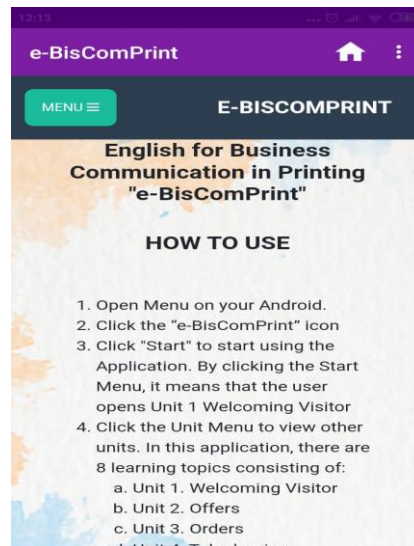 12:13
e-BisComPrint
MENU
E-BISCOMPRINT
English for Business
Communication in Printing
"e-BisComPrint"
HOW TO USE
1. Open Menu on your Android.
2. Click the “e-BisComPrint” icon
3. Click "Start" to start using the
Application. By clicking the Start
Menu, it means that the user
opens Unit 1 Welcoming Visitor
4. Click the Unit Menu to view other
units. In this application, there are
8 learning topics consisting of:
a. Unit 1. Welcoming Visitor
b. Unit 2. Offers
c. Unit 3. Orders